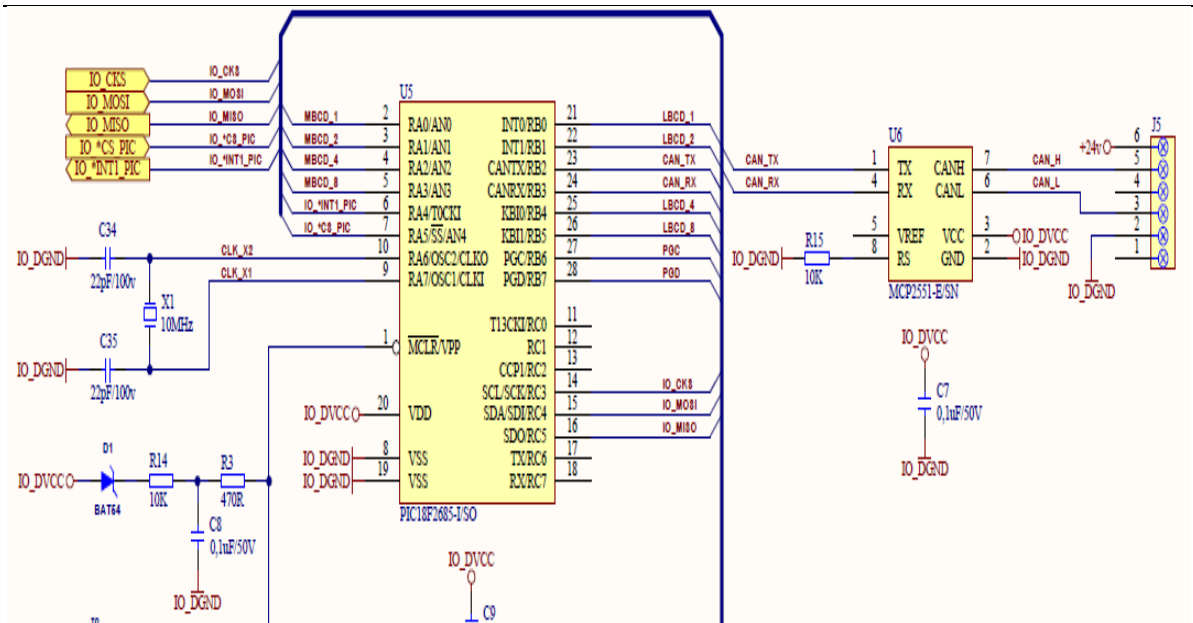 IO_CKS
IO_MOSI
IO_MISO
IO_*CS_PIC
IO_*INT1_PIC
IO_CKS
IO_MOSI
IO_MISO
IO_*CS_PIC
IO_*INT1_PIC
U5
MBCD_1 2 RA0/AN0 INT0/RB0 21 LBCD_1
MBCD_2 3 RA1/AN1 INT1/RB1 22 LBCD_2
MBCD_4 4 RA2/AN2 CANTX/RB2 23 CAN_TX
MBCD_8 5 RA3/AN3 CANRX/RB3 24 CAN_RX
IO_*INT1_PIC 6 RA4/T0CKI KBI0/RB4 25 LBCD_4
IO_*CS_PIC 7 RA5/SS/AN4 KBI1/RB5 26 LBCD_8
CLK_X2 10 RA6/OSC2/CLKO PGC/RB6 27 PGC
CLK_X1 9 RA7/OSC1/CLKI PGD/RB7 28 PGD
T13CKI/RC0 11
1 MCLR/VPP RC1 12
CCP1/RC2 13
SCL/SCK/RC3 14 IO_CKS
IO_DVCC 20 VDD SDA/SDI/RC4 15 IO_MOSI
SDO/RC5 16 IO_MISO
IO_DGND 8 VSS TX/RC6 17
IO_DGND 19 VSS RX/RC7 18
PIC18F2685-I/SO
C34
IO_DGND
22pF/100v
X1
10MHz
C35
IO_DGND
22pF/100v
D1
IO_DVCC
BAT54
R14
10K
R3
470R
C8
0,1uF/50V
IO_DGND
IO_DVCC
C9
U6
CAN_TX 1 TX CANH 7 CAN_H
CAN_RX 4 RX CANL 6 CAN_L
5 VREF VCC 3 IO_DVCC
8 RS GND 2 IO_DGND
MCP2551-E/SN
R15
IO_DGND
10K
J5
+24v 6
5
4
3
2
1
IO_DGND
IO_DVCC
C7
0,1uF/50V
IO_DGND